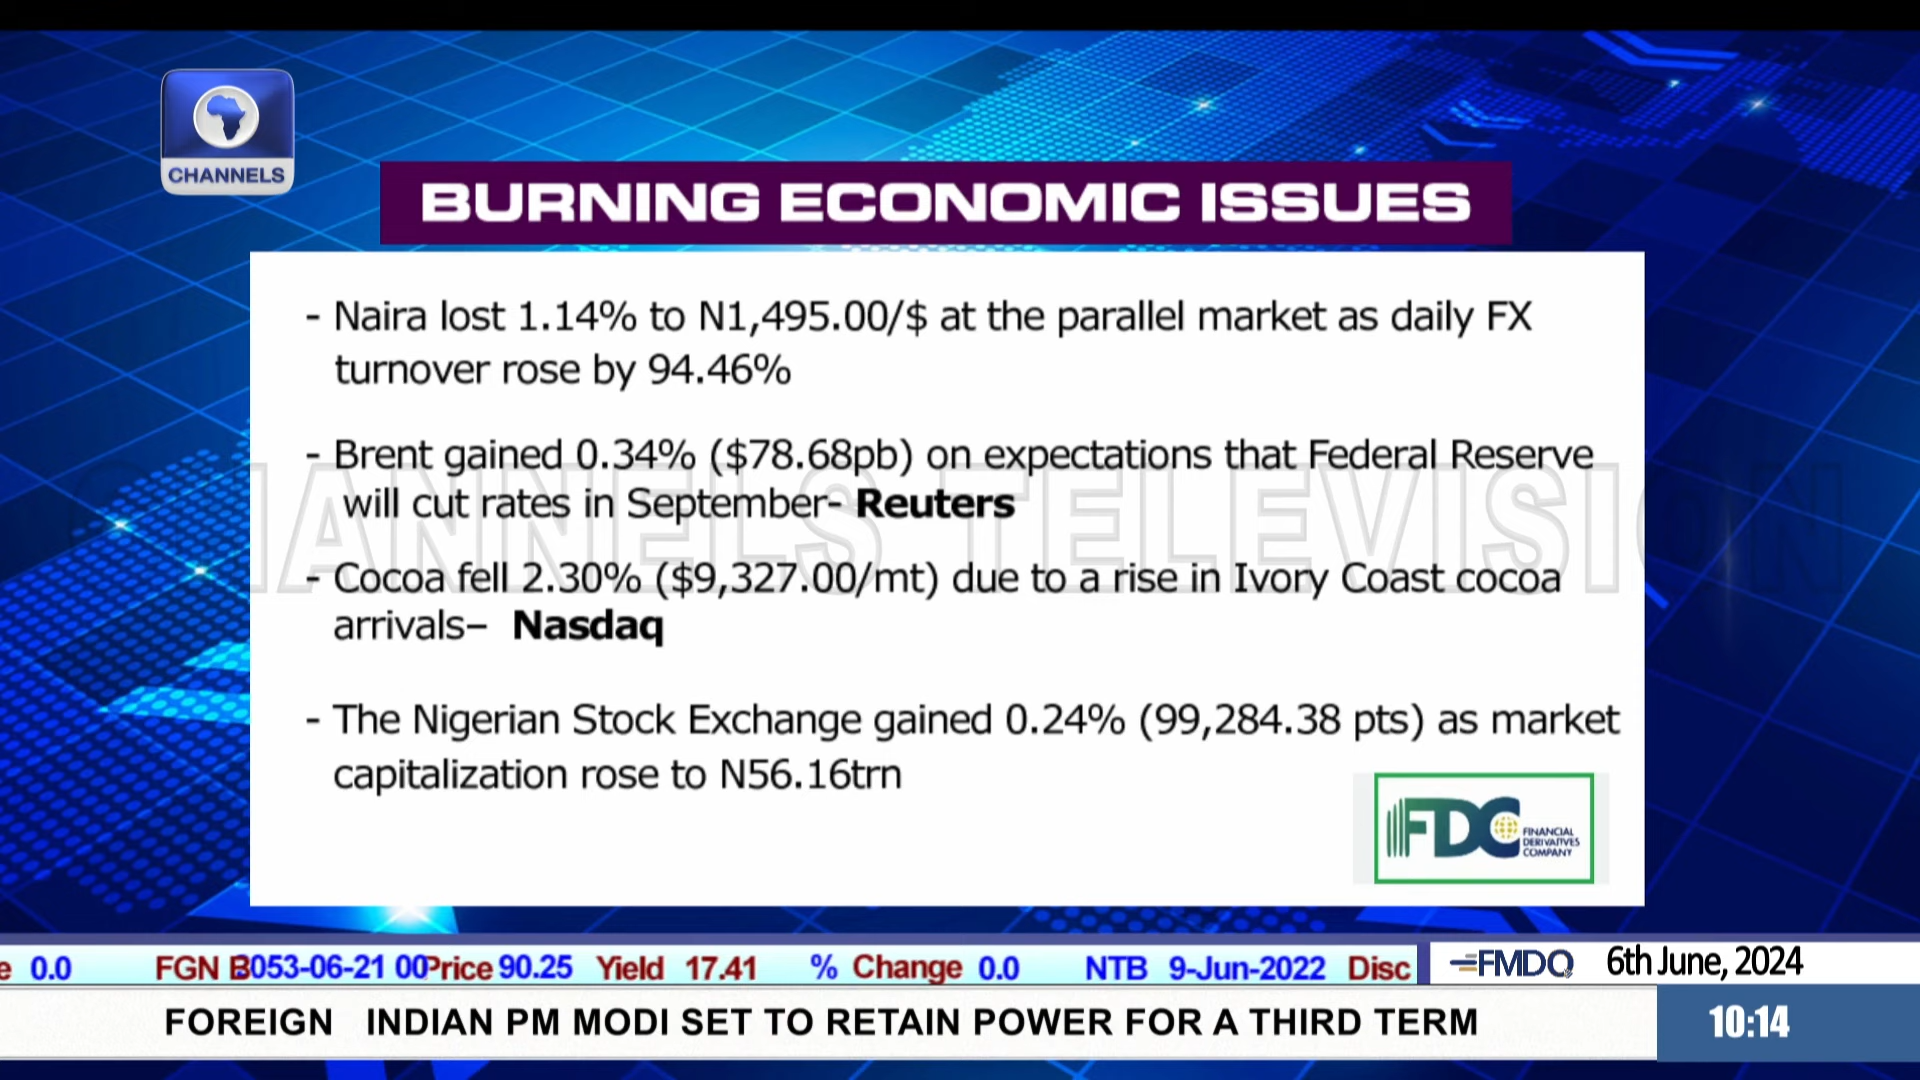 CHANNELS
BURNING ECONOMIC ISSUES
- Naira lost 1.14% to N1,495.00/$ at the parallel market as daily FX
turnover rose by 94.46%
- Brent gained 0.34% ($78.68pb) on expectations that Federal Reserve
will cut rates in September- Reuters
CHANNELS TELEVISION
- Cocoa fell 2.30% ($9,327.00/mt) due to a rise in Ivory Coast cocoa
arrivals– Nasdaq
- The Nigerian Stock Exchange gained 0.24% (99,284.38 pts) as market
capitalization rose to N56.16trn
FDC FINANCIAL
DERIVATIVES
COMPANY
e 0.0 FGN B 3053-06-21 00 Price 90.25 Yield 17.41 % Change 0.0 NTB 9-Jun-2022 Disc
FMDQ 6th June, 2024
FOREIGN INDIAN PM MODI SET TO RETAIN POWER FOR A THIRD TERM
10:14